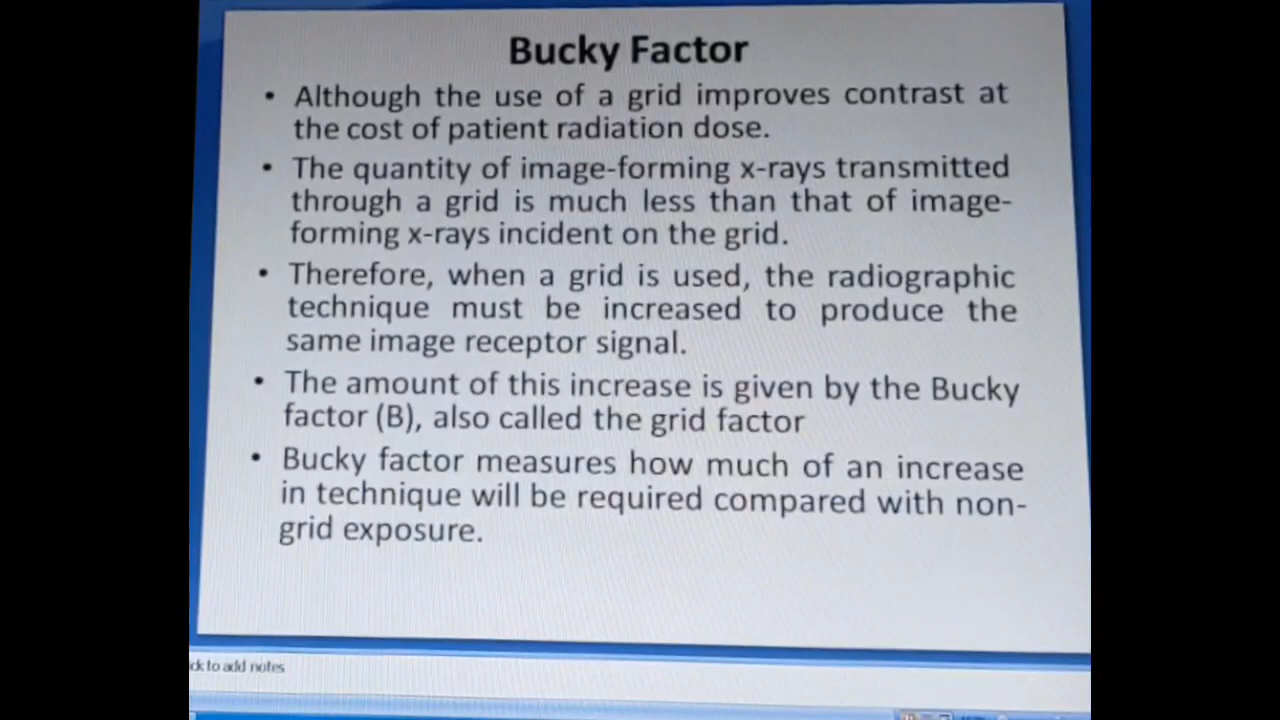 Bucky Factor
• Although the use of a grid improves contrast at
the cost of patient radiation dose.
• The quantity of image-forming x-rays transmitted
through a grid is much less than that of image-
forming x-rays incident on the grid.
• Therefore, when a grid is used, the radiographic
technique must be increased to produce the
same image receptor signal.
• The amount of this increase is given by the Bucky
factor (B), also called the grid factor
• Bucky factor measures how much of an increase
in technique will be required compared with non-
grid exposure.
ck to add notes